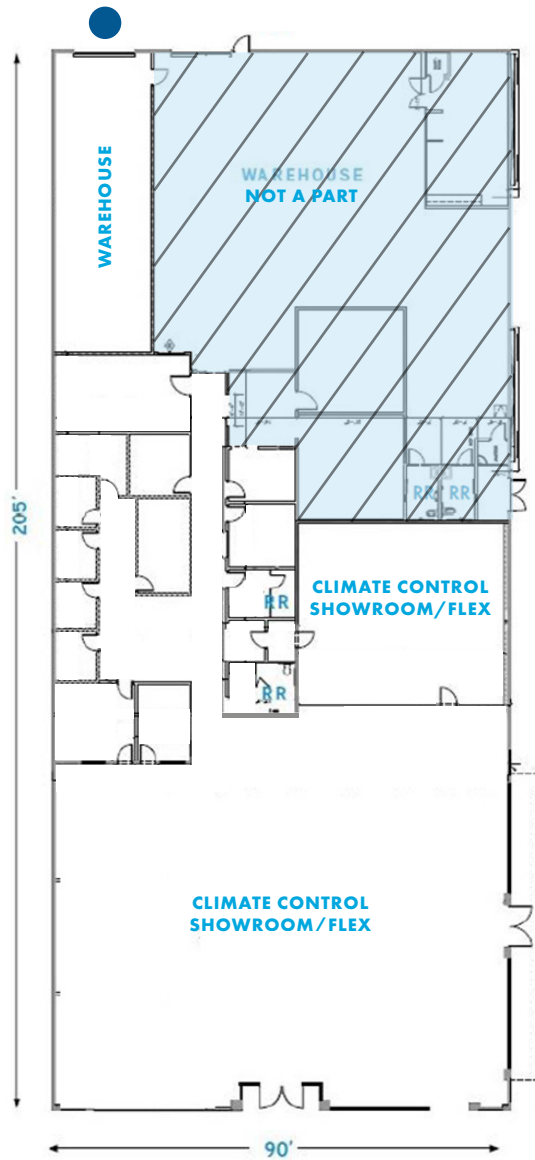 WAREHOUSE
WAREHOUSE
NOT A PART
205'
RR
RR
CLIMATE CONTROL
SHOWROOM/FLEX
RR
RR
CLIMATE CONTROL
SHOWROOM/FLEX
90'